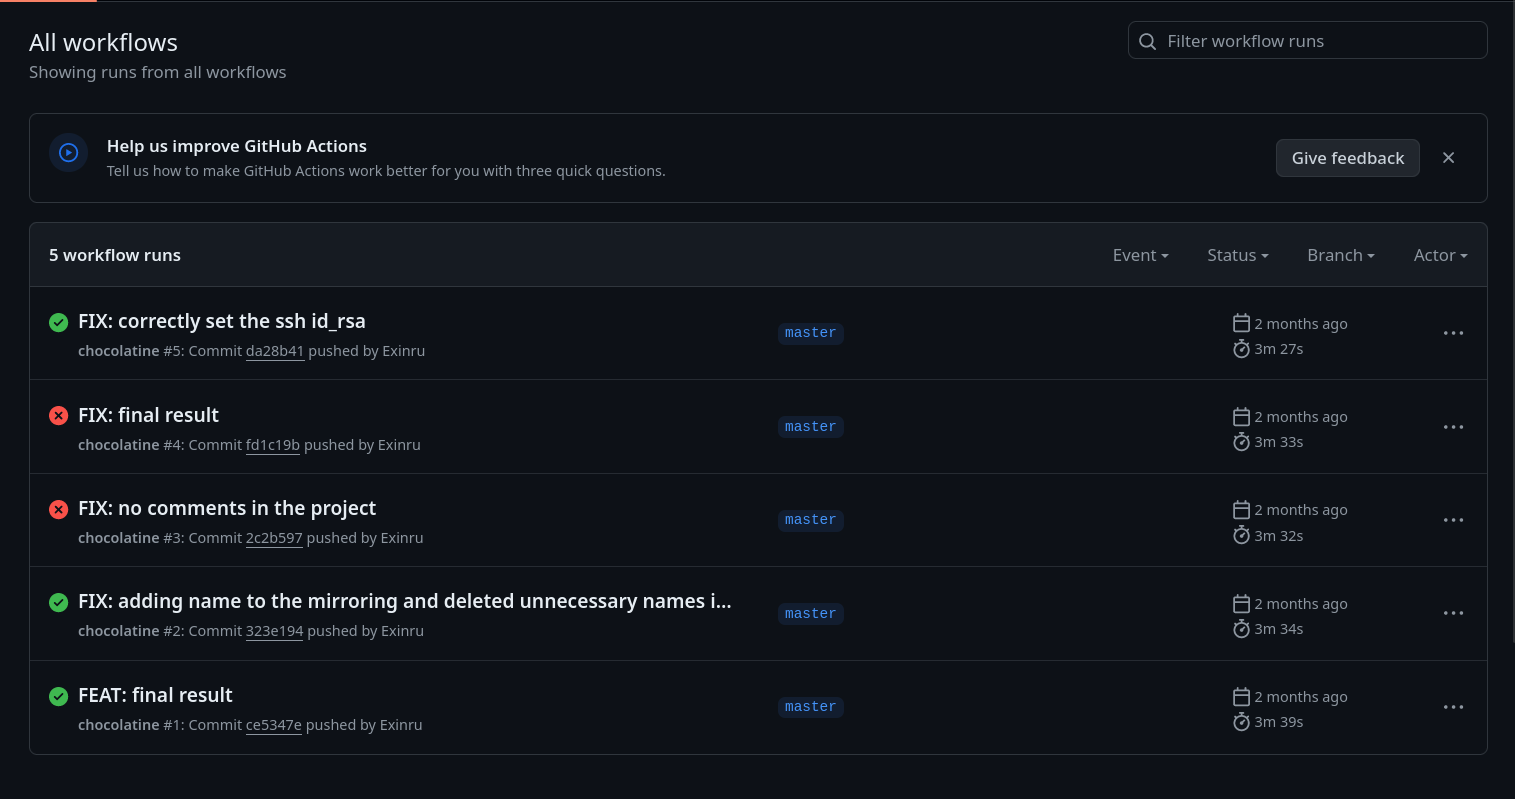 All workflows
Showing runs from all workflows
Filter workflow runs
Help us improve GitHub Actions
Tell us how to make GitHub Actions work better for you with three quick questions.
Give feedback
5 workflow runs
Event
Status
Branch
Actor
FIX: correctly set the ssh id_rsa
chocolatine #5: Commit da28b41 pushed by Exinru
master
2 months ago
3m 27s
FIX: final result
chocolatine #4: Commit fd1c19b pushed by Exinru
master
2 months ago
3m 33s
FIX: no comments in the project
chocolatine #3: Commit 2c2b597 pushed by Exinru
master
2 months ago
3m 32s
FIX: adding name to the mirroring and deleted unnecessary names i...
chocolatine #2: Commit 323e194 pushed by Exinru
master
2 months ago
3m 34s
FEAT: final result
chocolatine #1: Commit ce5347e pushed by Exinru
master
2 months ago
3m 39s